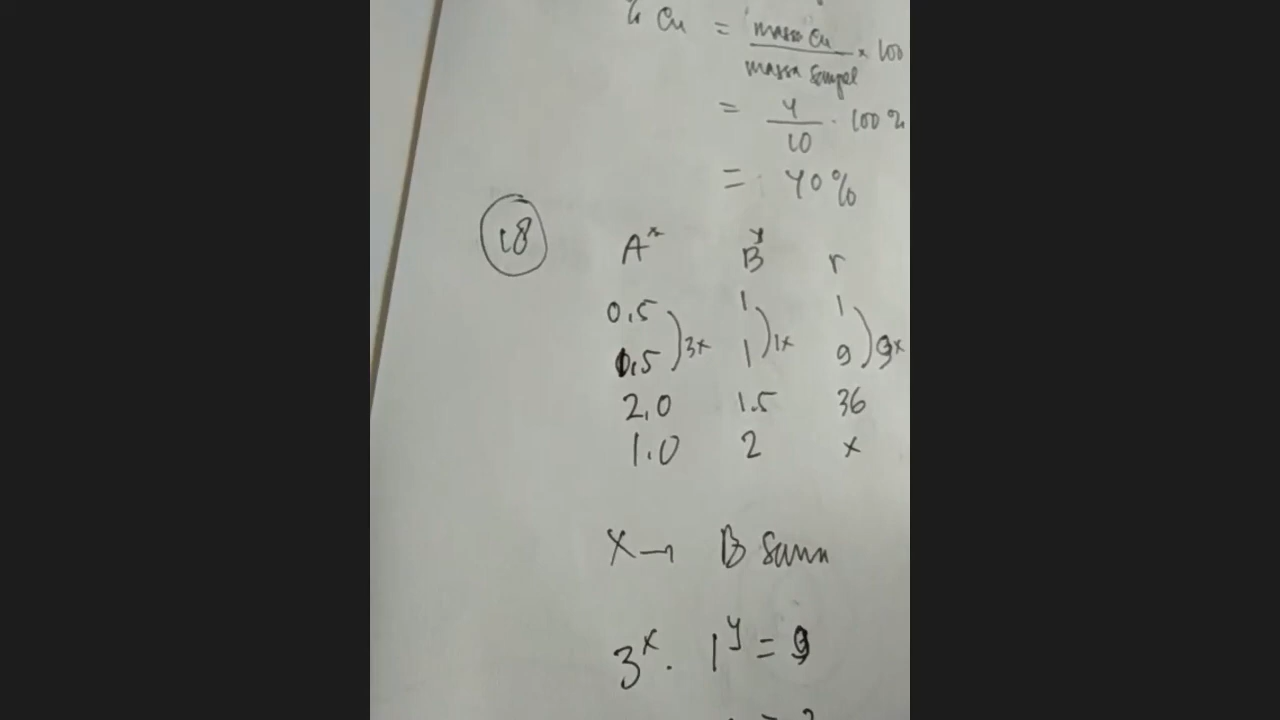 % Cu = massa Cu / massa sampel × 100
= 4/10 · 100%
= 40%
18
A^x B^y r
0.5 1 1
0.5 1 9
3x 1x 9x
2.0 1.5 36
1.0 2 x
X → B sama
3^x · 1^y = 9